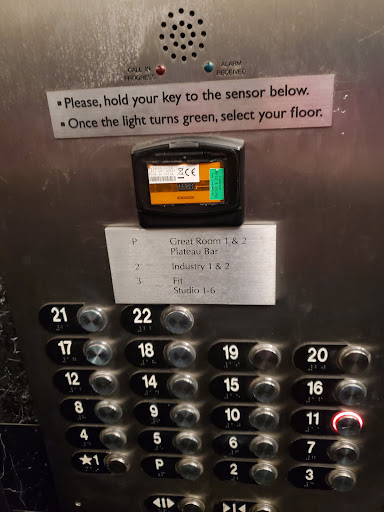 CALL IN
PROGRESS
ALARM
RECEIVED
▪ Please, hold your key to the sensor below.
▪ Once the light turns green, select your floor.
P Great Room 1 & 2
Plateau Bar
2 Industry 1 & 2
3 Fit
Studio 1-6
21 22
17 18 19 20
12 14 15 16
8 9 10 11
4 5 6 7
★1 P 2 3